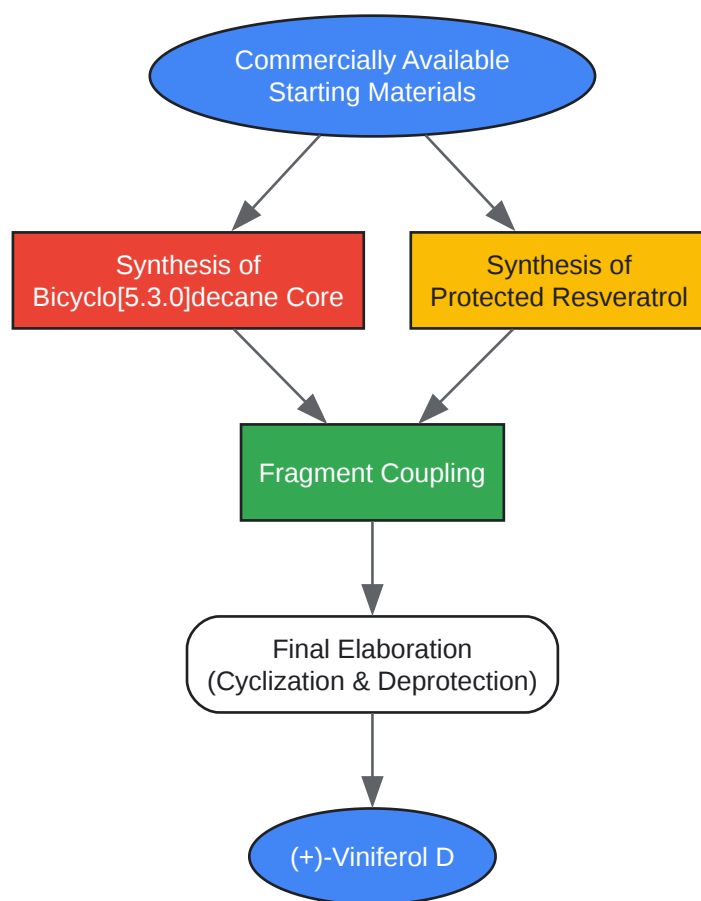 Commercially Available
Starting Materials
Synthesis of
Bicyclo[5.3.0]decane Core
Synthesis of
Protected Resveratrol
Fragment Coupling
Final Elaboration
(Cyclization & Deprotection)
(+)-Viniferol D